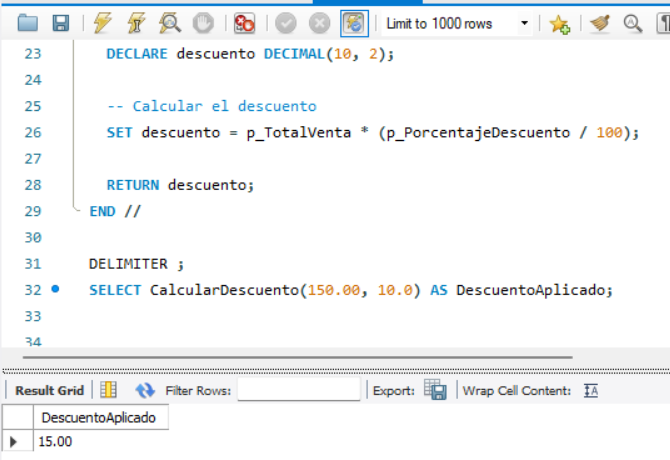 Limit to 1000 rows
23 DECLARE descuento DECIMAL(10, 2);
24
25 -- Calcular el descuento
26 SET descuento = p_TotalVenta * (p_PorcentajeDescuento / 100);
27
28 RETURN descuento;
29 END //
30
31 DELIMITER ;
32 SELECT CalcularDescuento(150.00, 10.0) AS DescuentoAplicado;
33
34
Result Grid Filter Rows: Export: Wrap Cell Content: IA
DescuentoAplicado
15.00